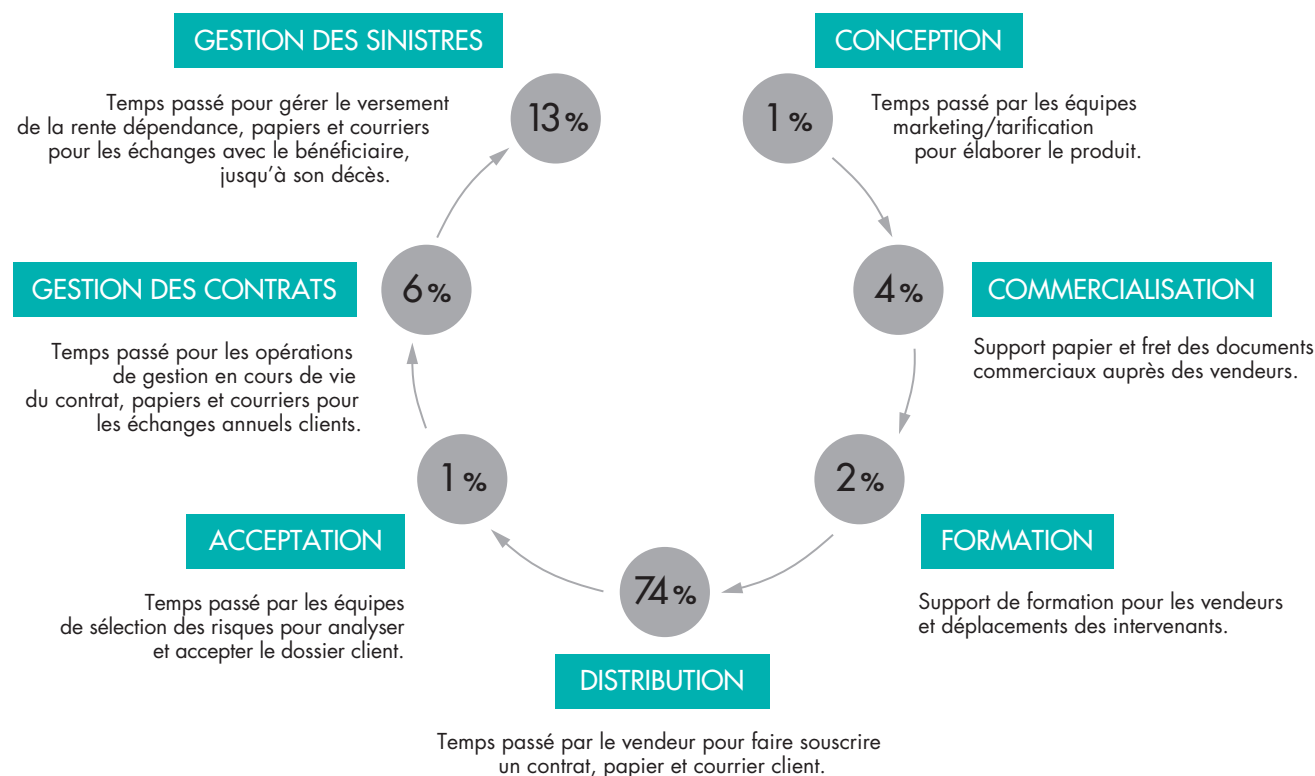 CONCEPTION
1 %
Temps passé par les équipes
marketing/tarification
pour élaborer le produit.
4 %
COMMERCIALISATION
Support papier et fret des documents
commerciaux auprès des vendeurs.
2 %
FORMATION
Support de formation pour les vendeurs
et déplacements des intervenants.
74 %
DISTRIBUTION
Temps passé par le vendeur pour faire souscrire
un contrat, papier et courrier client.
1 %
ACCEPTATION
Temps passé par les équipes
de sélection des risques pour analyser
et accepter le dossier client.
6 %
GESTION DES CONTRATS
Temps passé pour les opérations
de gestion en cours de vie
du contrat, papiers et courriers pour
les échanges annuels clients.
GESTION DES SINISTRES
13 %
Temps passé pour gérer le versement
de la rente dépendance, papiers et courriers
pour les échanges avec le bénéficiaire,
jusqu’à son décès.